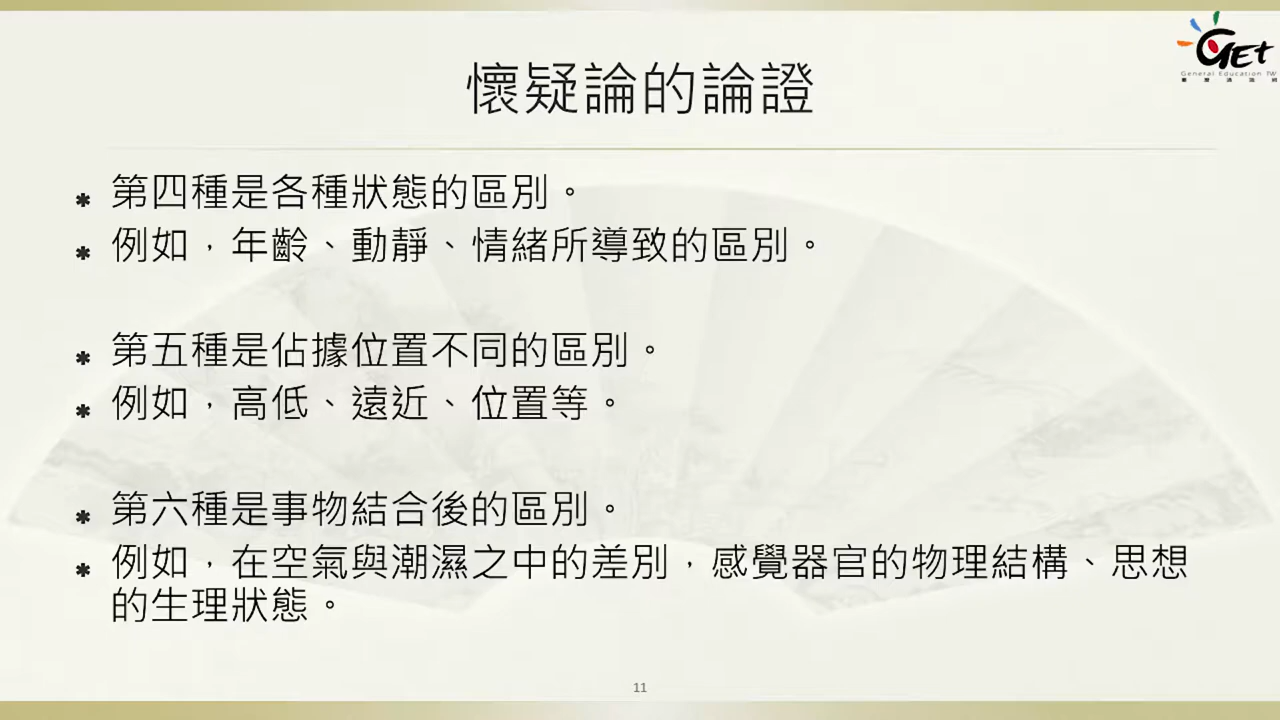 GEt
General Education TW
懷疑論的論證
* 第四種是各種狀態的區別。
* 例如，年齡、動靜、情緒所導致的區別。
* 第五種是佔據位置不同的區別。
* 例如，高低、遠近、位置等。
* 第六種是事物結合後的區別。
* 例如，在空氣與潮濕之中的差別，感覺器官的物理結構、思想
的生理狀態。
11